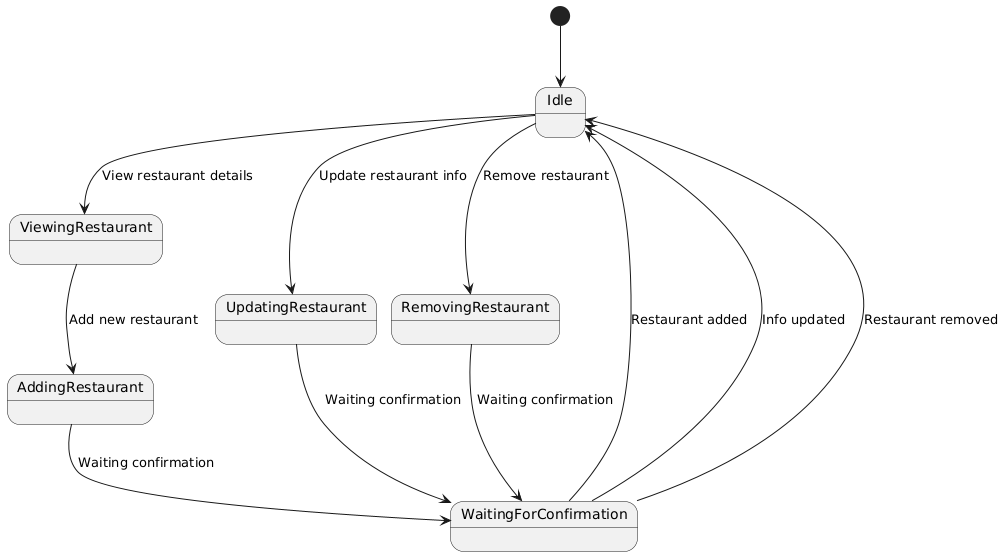 Idle
View restaurant details
Update restaurant info
Remove restaurant
ViewingRestaurant
UpdatingRestaurant
RemovingRestaurant
Add new restaurant
Restaurant added
Info updated
Restaurant removed
AddingRestaurant
Waiting confirmation
Waiting confirmation
Waiting confirmation
WaitingForConfirmation